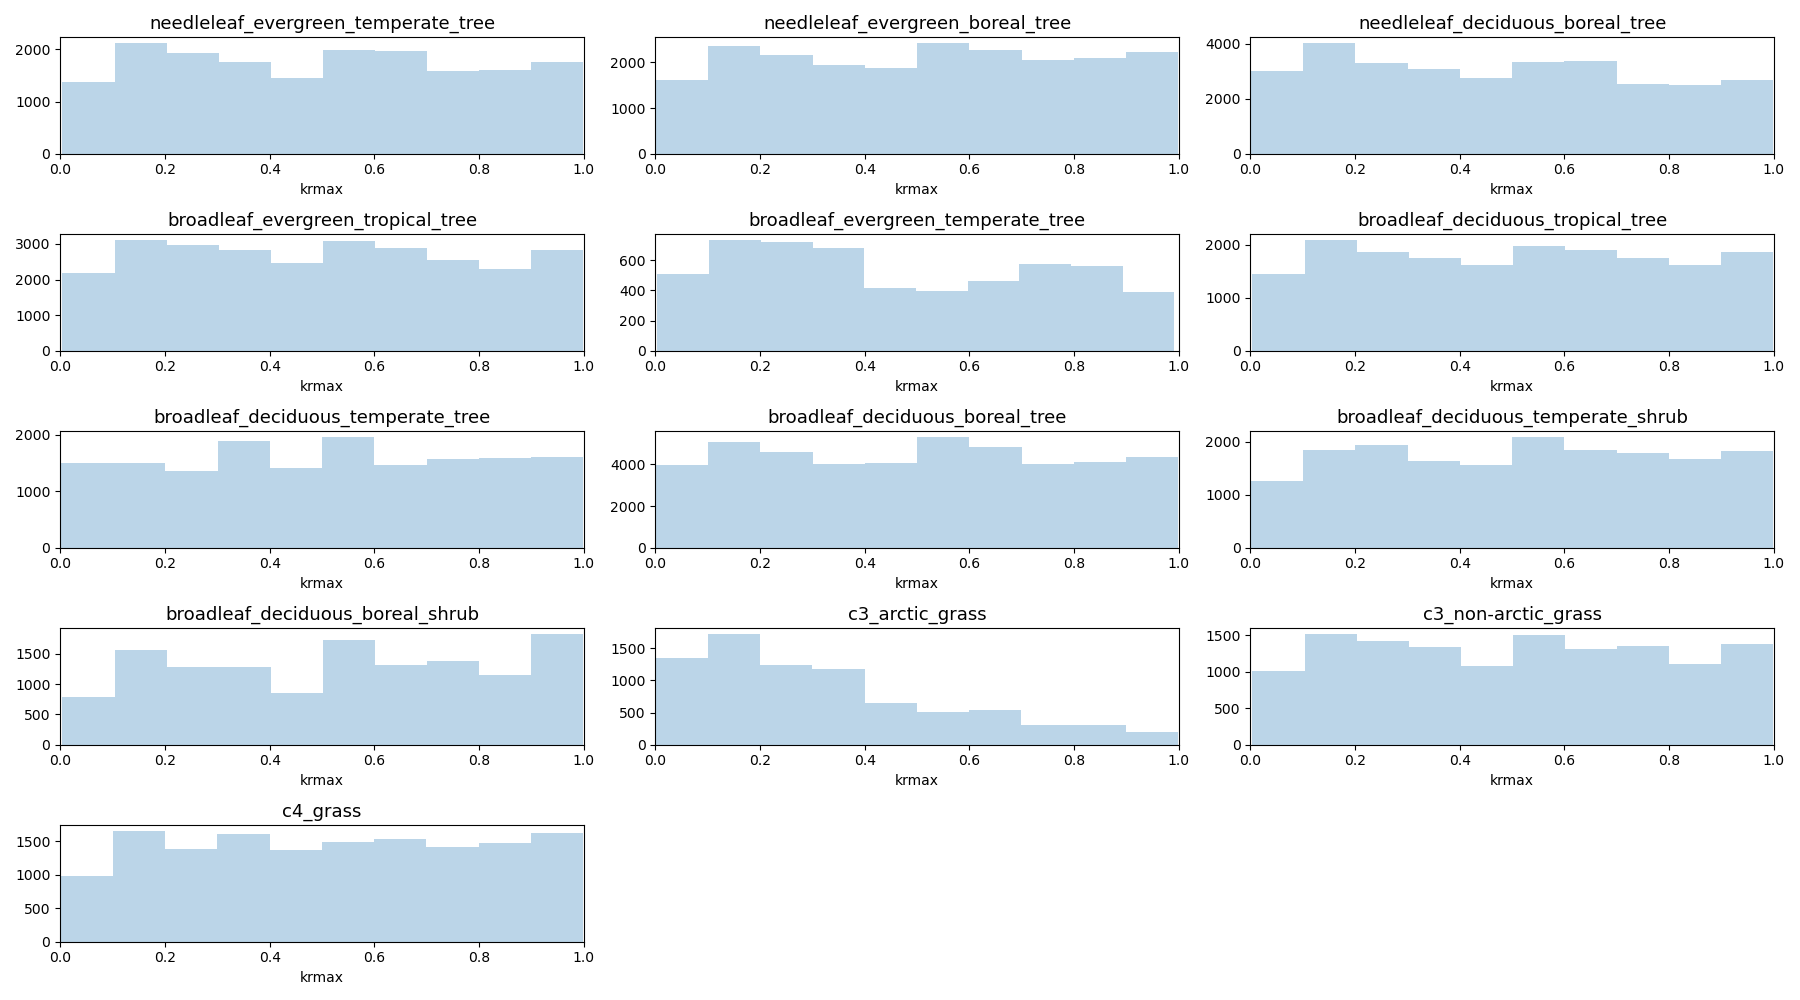 needleleaf_evergreen_temperate_tree
2000
1000
0
0.0 0.2 0.4 0.6 0.8 1.0
krmax
needleleaf_evergreen_boreal_tree
2000
1000
0
0.0 0.2 0.4 0.6 0.8 1.0
krmax
needleleaf_deciduous_boreal_tree
4000
2000
0
0.0 0.2 0.4 0.6 0.8 1.0
krmax
broadleaf_evergreen_tropical_tree
3000
2000
1000
0
0.0 0.2 0.4 0.6 0.8 1.0
krmax
broadleaf_evergreen_temperate_tree
600
400
200
0
0.0 0.2 0.4 0.6 0.8 1.0
krmax
broadleaf_deciduous_tropical_tree
2000
1000
0
0.0 0.2 0.4 0.6 0.8 1.0
krmax
broadleaf_deciduous_temperate_tree
2000
1000
0
0.0 0.2 0.4 0.6 0.8 1.0
krmax
broadleaf_deciduous_boreal_tree
4000
2000
0
0.0 0.2 0.4 0.6 0.8 1.0
krmax
broadleaf_deciduous_temperate_shrub
2000
1000
0
0.0 0.2 0.4 0.6 0.8 1.0
krmax
broadleaf_deciduous_boreal_shrub
1500
1000
500
0
0.0 0.2 0.4 0.6 0.8 1.0
krmax
c3_arctic_grass
1500
1000
500
0
0.0 0.2 0.4 0.6 0.8 1.0
krmax
c3_non-arctic_grass
1500
1000
500
0
0.0 0.2 0.4 0.6 0.8 1.0
krmax
c4_grass
1500
1000
500
0
0.0 0.2 0.4 0.6 0.8 1.0
krmax